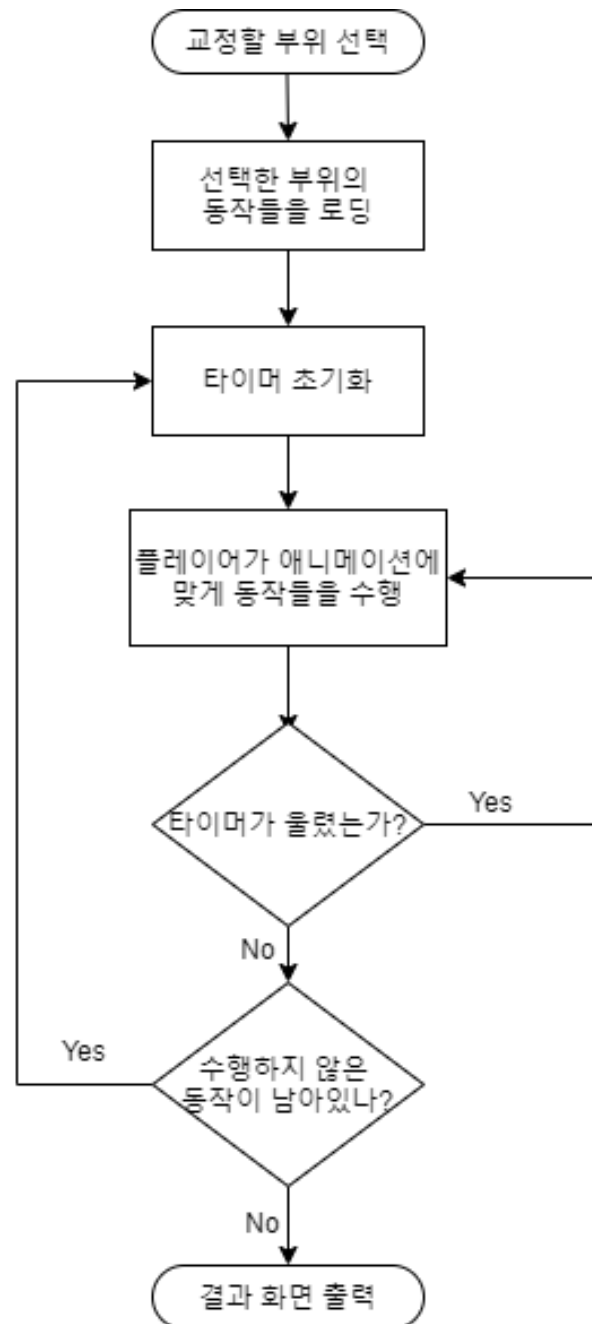 교정할 부위 선택
선택한 부위의
동작들을 로딩
타이머 초기화
플레이어가 애니메이션에
맞게 동작들을 수행
타이머가 울렸는가?
Yes
No
수행하지 않은
동작이 남아있나?
Yes
No
결과 화면 출력